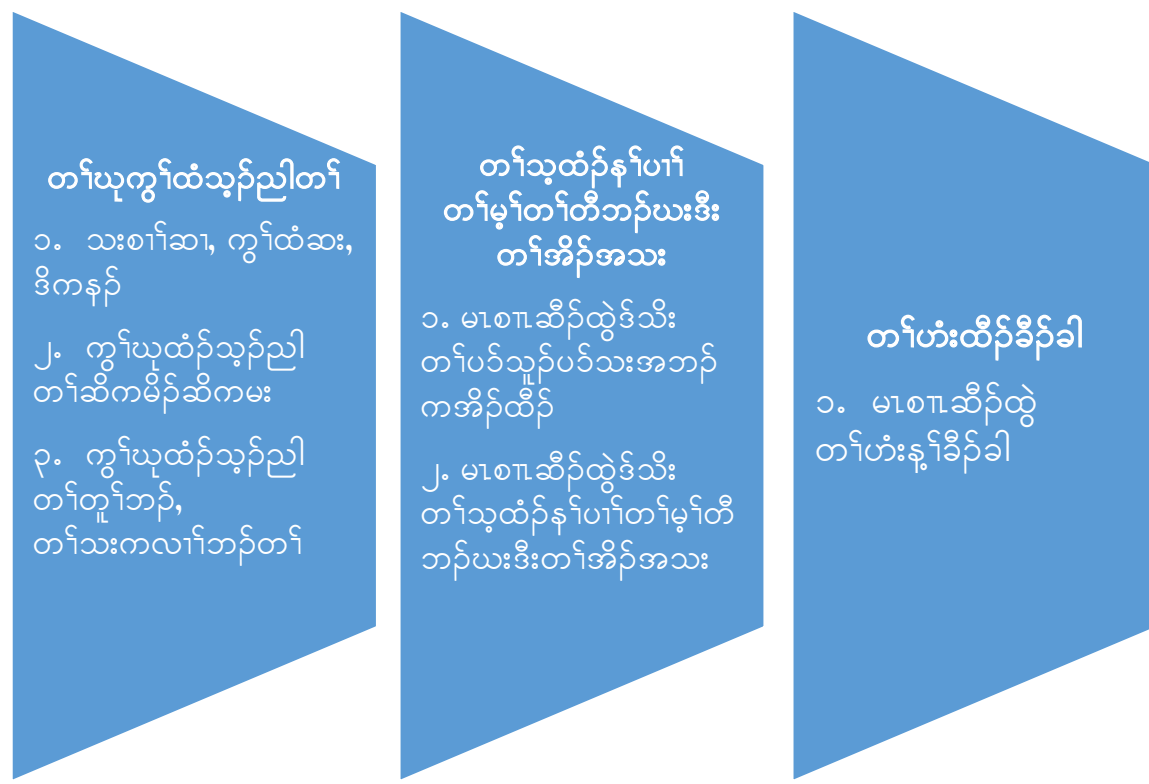 တၢ်ဃုကွၢ်ထံသ့ၣ်ညါတၢ်
၁. သးစၢၢ်ဆၢ, ကွၢ်ထံဆး,
ဒိကနၣ်
၂. ကွၢ်ဃုထံၣ်သ့ၣ်ညါ
တၢ်ဆိကမိၣ်ဆိကမး
၃. ကွၢ်ဃုထံၣ်သ့ၣ်ညါ
တၢ်တူၢ်ဘၣ်,
တၢ်သးကလၢၢ်ဘၣ်တၢ်
တၢ်သ့ထံၣ်နၢ်ပၢၢ်
တၢ်မ့ၢ်တၢ်တီဘၣ်ဃးဒီး
တၢ်အိၣ်အသး
၁. မၤစၢၤဆီၣ်ထွဲဒ်သိး
တၢ်ပာ်သူၣ်ပာ်သးအဘၣ်
ကအိၣ်ထီၣ်
၂. မၤစၢၤဆီၣ်ထွဲဒ်သိး
တၢ်သ့ထံၣ်နၢ်ပၢၢ်တၢ်မ့ၢ်တီ
ဘၣ်ဃးဒီးတၢ်အိၣ်အသး
တၢ်ဟံးထီၣ်ခီၣ်ခါ
၁. မၤစၢၤဆီၣ်ထွဲ
တၢ်ဟံးန့ၢ်ခီၣ်ခါ